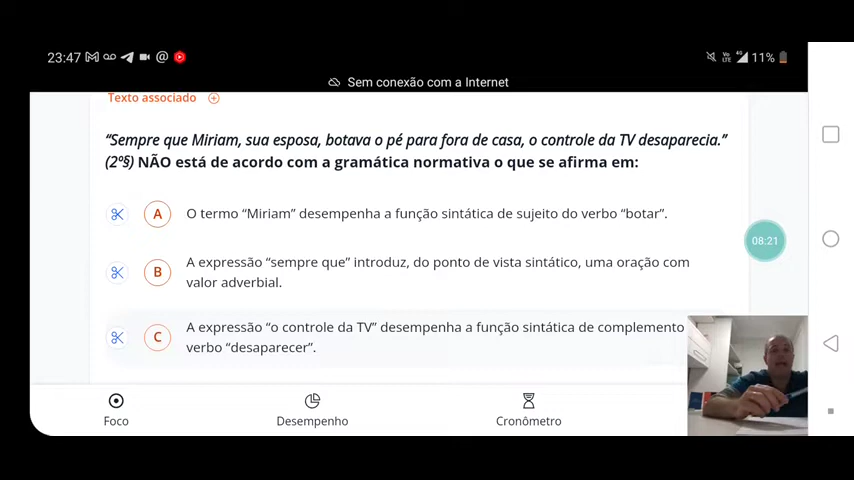 23:47
11%
Sem conexão com a Internet
Texto associado
“Sempre que Miriam, sua esposa, botava o pé para fora de casa, o controle da TV desaparecia.”
(2º§) NÃO está de acordo com a gramática normativa o que se afirma em:
A O termo “Miriam” desempenha a função sintática de sujeito do verbo “botar”.
B A expressão “sempre que” introduz, do ponto de vista sintático, uma oração com
valor adverbial.
08:21
C A expressão “o controle da TV” desempenha a função sintática de complemento
verbo “desaparecer”.
Foco Desempenho Cronômetro